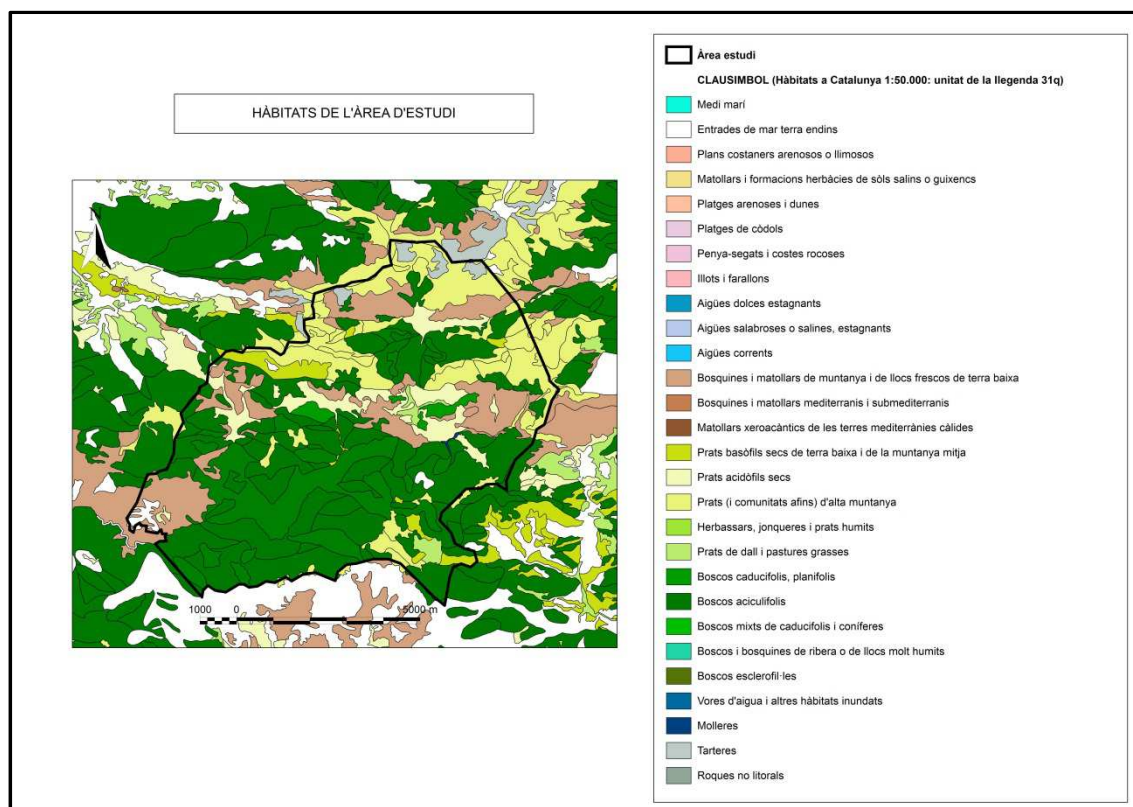 HÀBITATS DE L'ÀREA D'ESTUDI
N
1000 0 5000 m
Àrea estudi
CLAUSIMBOL (Hàbitats a Catalunya 1:50.000: unitat de la llegenda 31q)
Medi marí
Entrades de mar terra endins
Plans costaners arenosos o llimosos
Matollars i formacions herbàcies de sòls salins o guixencs
Platges arenoses i dunes
Platges de còdols
Penya-segats i costes rocoses
Illots i farallons
Aigües dolces estagnants
Aigües salabroses o salines, estagnants
Aigües corrents
Bosquines i matollars de muntanya i de llocs frescos de terra baixa
Bosquines i matollars mediterranis i submediterranis
Matollars xeroacàntics de les terres mediterrànies càlides
Prats basòfils secs de terra baixa i de la muntanya mitja
Prats acidòfils secs
Prats (i comunitats afins) d'alta muntanya
Herbassars, jonqueres i prats humits
Prats de dall i pastures grasses
Boscos caducifolis, planifolis
Boscos aciculifolis
Boscos mixts de caducifolis i coníferes
Boscos i bosquines de ribera o de llocs molt humits
Boscos esclerofil·les
Vores d'aigua i altres hàbitats inundats
Molleres
Tarteres
Roques no litorals